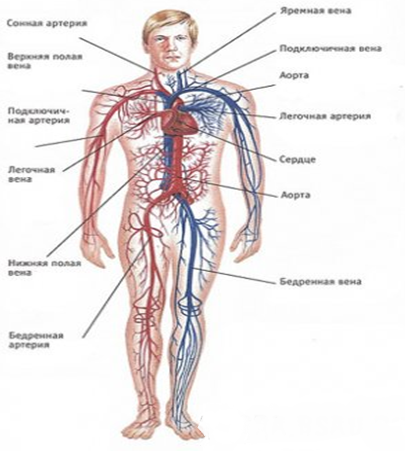 Сонная артерия
Верхняя полая
вена
Подключич-
ная артерия
Легочная
вена
Нижняя полая
вена
Бедренная
артерия
Яремная вена
Подключичная вена
Аорта
Легочная артерия
Сердце
Аорта
Бедренная вена